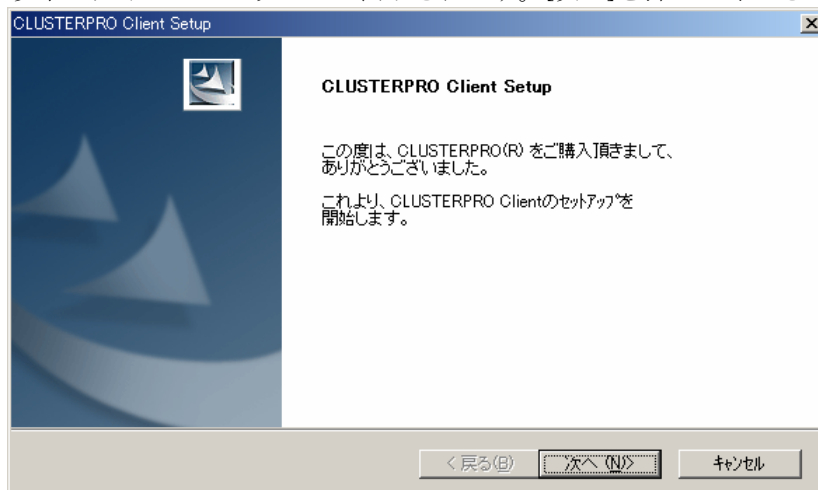 CLUSTERPRO Client Setup
CLUSTERPRO Client Setup
この度は、CLUSTERPRO(R) をご購入頂きまして、
ありがとうございました。
これより、CLUSTERPRO Clientのセットアップを
開始します。
< 戻る(B) 次へ (N)> キャンセル